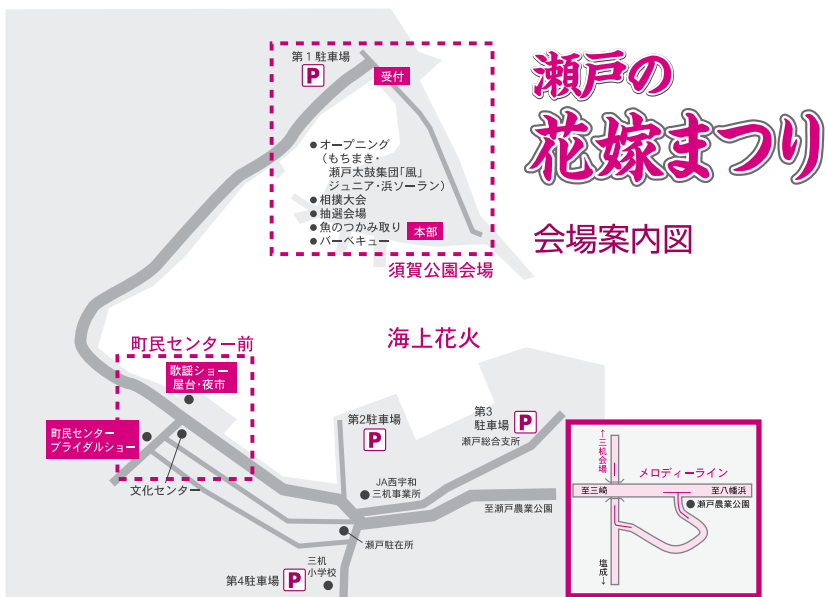 瀬戸の
花嫁まつり
会場案内図
第1駐車場
P
受付
●オープニング
(もちまき・
瀬戸太鼓集団「風」
ジュニア・浜ソーラン)
●相撲大会
●抽選会場
●魚のつかみ取り
●バーベキュー
本部
須賀公園会場
海上花火
町民センター前
歌謡ショー
屋台・夜市
町民センター
ブライダルショー
文化センター
第2駐車場
P
第3
駐車場
P
瀬戸総合支所
JA西宇和
三机事業所
至瀬戸農業公園
瀬戸駐在所
三机
小学校
第4駐車場
P
←三机会場
メロディーライン
至三崎
至八幡浜
瀬戸農業公園
塩成→